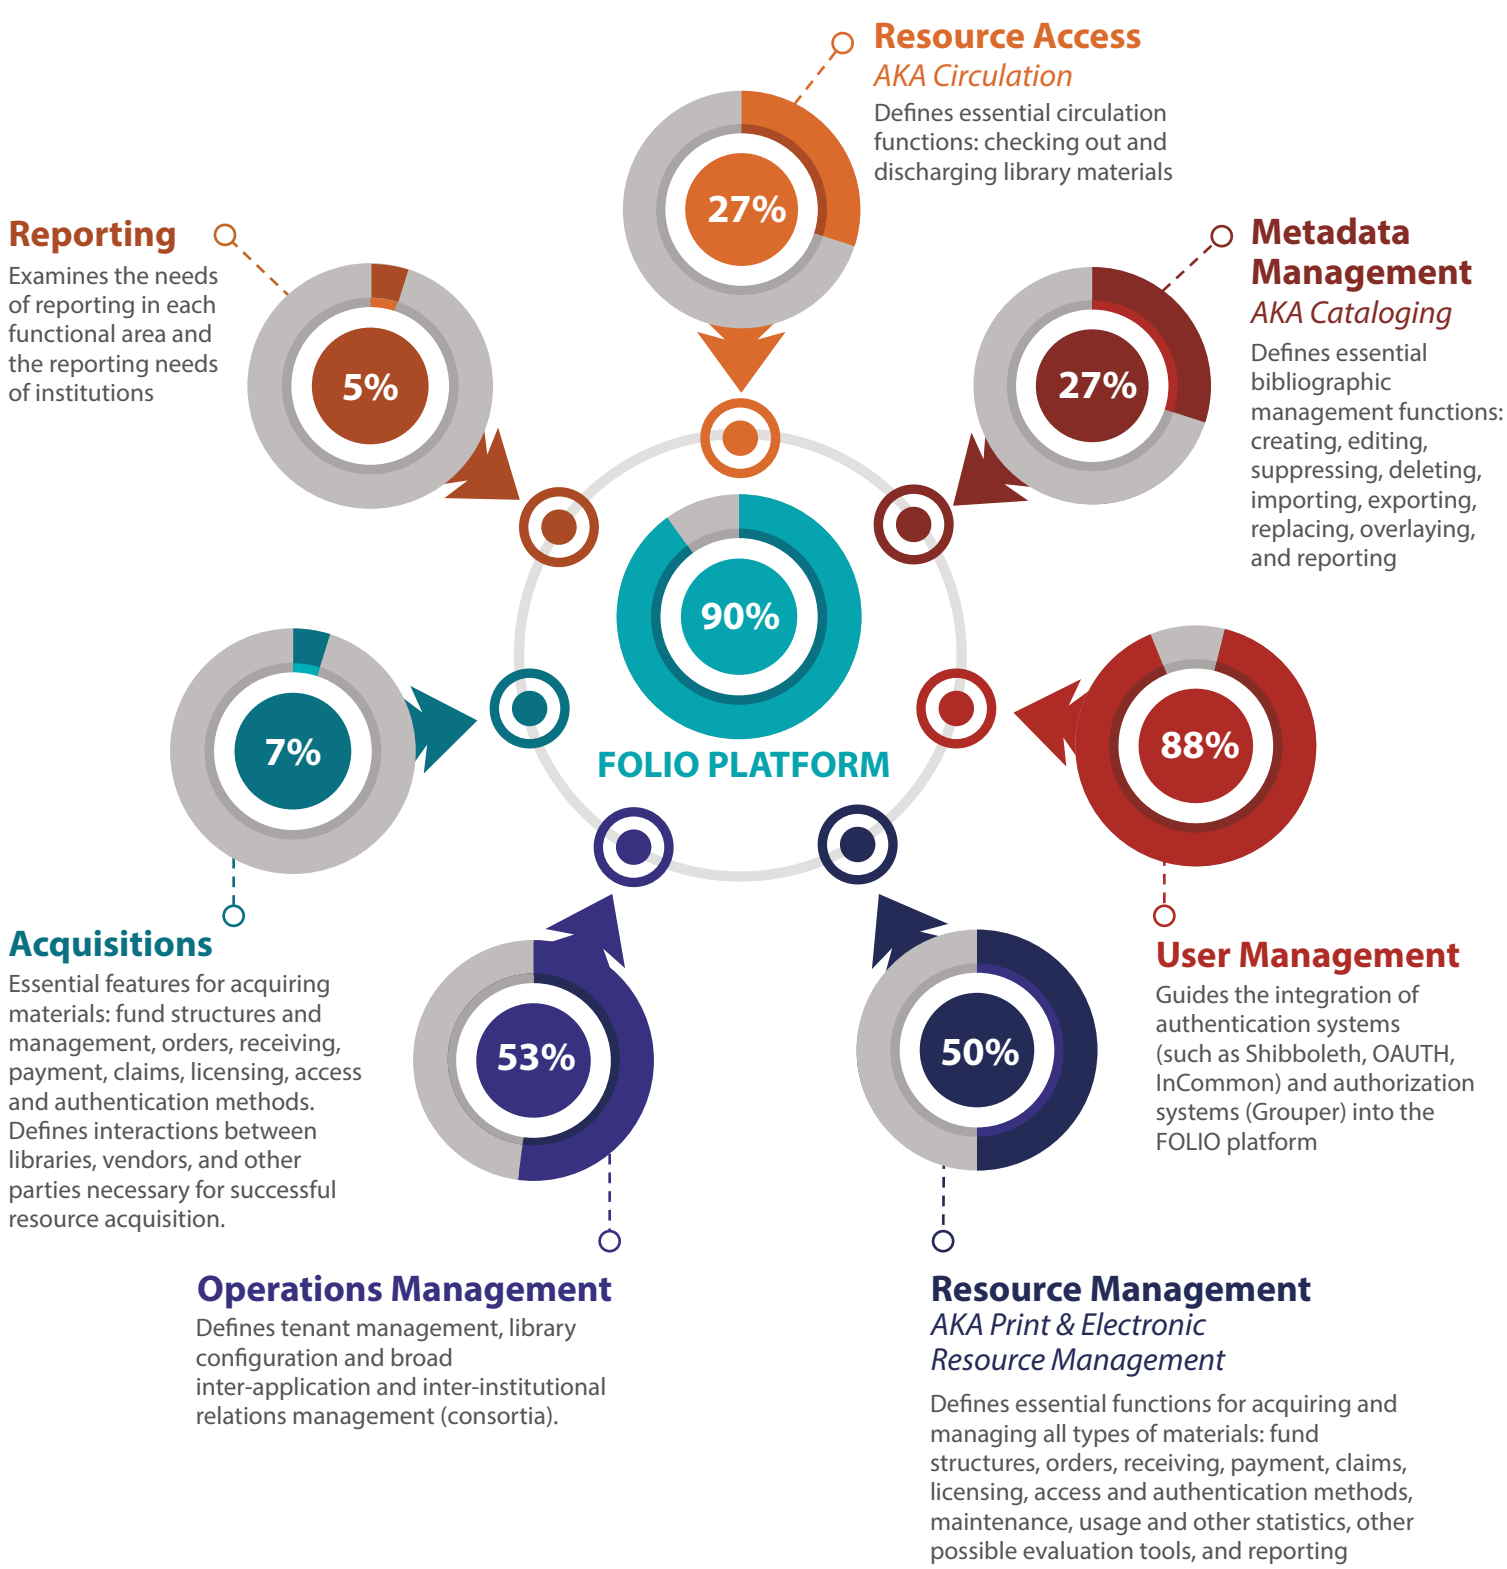 Resource Access
AKA Circulation
Defines essential circulation
functions: checking out and
discharging library materials
27%
Reporting
Examines the needs
of reporting in each
functional area and
the reporting needs
of institutions
5%
Metadata
Management
AKA Cataloging
Defines essential
bibliographic
management functions:
creating, editing,
suppressing, deleting,
importing, exporting,
replacing, overlaying,
and reporting
27%
90%
FOLIO PLATFORM
7%
Acquisitions
Essential features for acquiring
materials: fund structures and
management, orders, receiving,
payment, claims, licensing, access
and authentication methods.
Defines interactions between
libraries, vendors, and other
parties necessary for successful
resource acquisition.
88%
User Management
Guides the integration of
authentication systems
(such as Shibboleth, OAUTH,
InCommon) and authorization
systems (Grouper) into the
FOLIO platform
53%
Operations Management
Defines tenant management, library
configuration and broad
inter-application and inter-institutional
relations management (consortia).
50%
Resource Management
AKA Print & Electronic
Resource Management
Defines essential functions for acquiring and
managing all types of materials: fund
structures, orders, receiving, payment, claims,
licensing, access and authentication methods,
maintenance, usage and other statistics, other
possible evaluation tools, and reporting